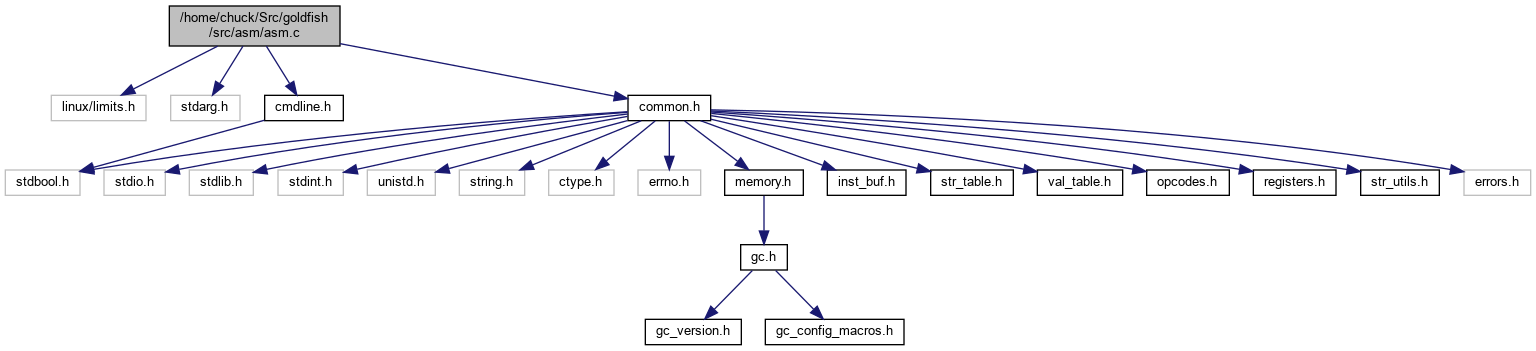 /home/chuck/Src/goldfish
/src/asm/asm.c
linux/limits.h
stdarg.h
cmdline.h
common.h
stdbool.h
stdio.h
stdlib.h
stdint.h
unistd.h
string.h
ctype.h
errno.h
memory.h
inst_buf.h
str_table.h
val_table.h
opcodes.h
registers.h
str_utils.h
errors.h
gc.h
gc_version.h
gc_config_macros.h